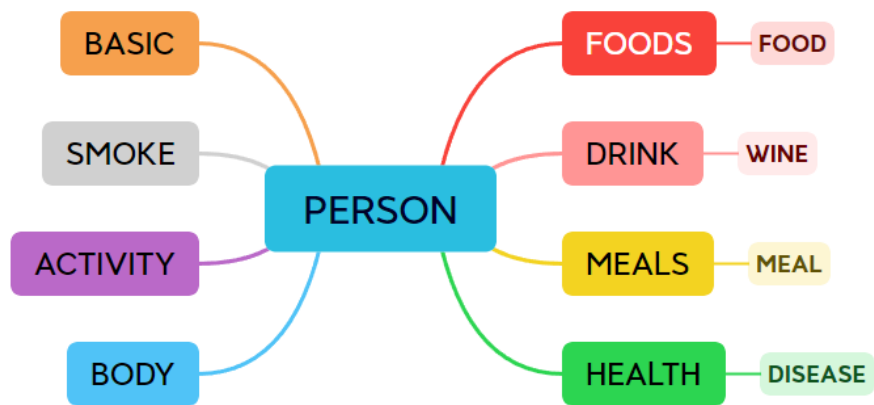 BASIC
SMOKE
ACTIVITY
BODY
PERSON
FOODS
FOOD
DRINK
WINE
MEALS
MEAL
HEALTH
DISEASE